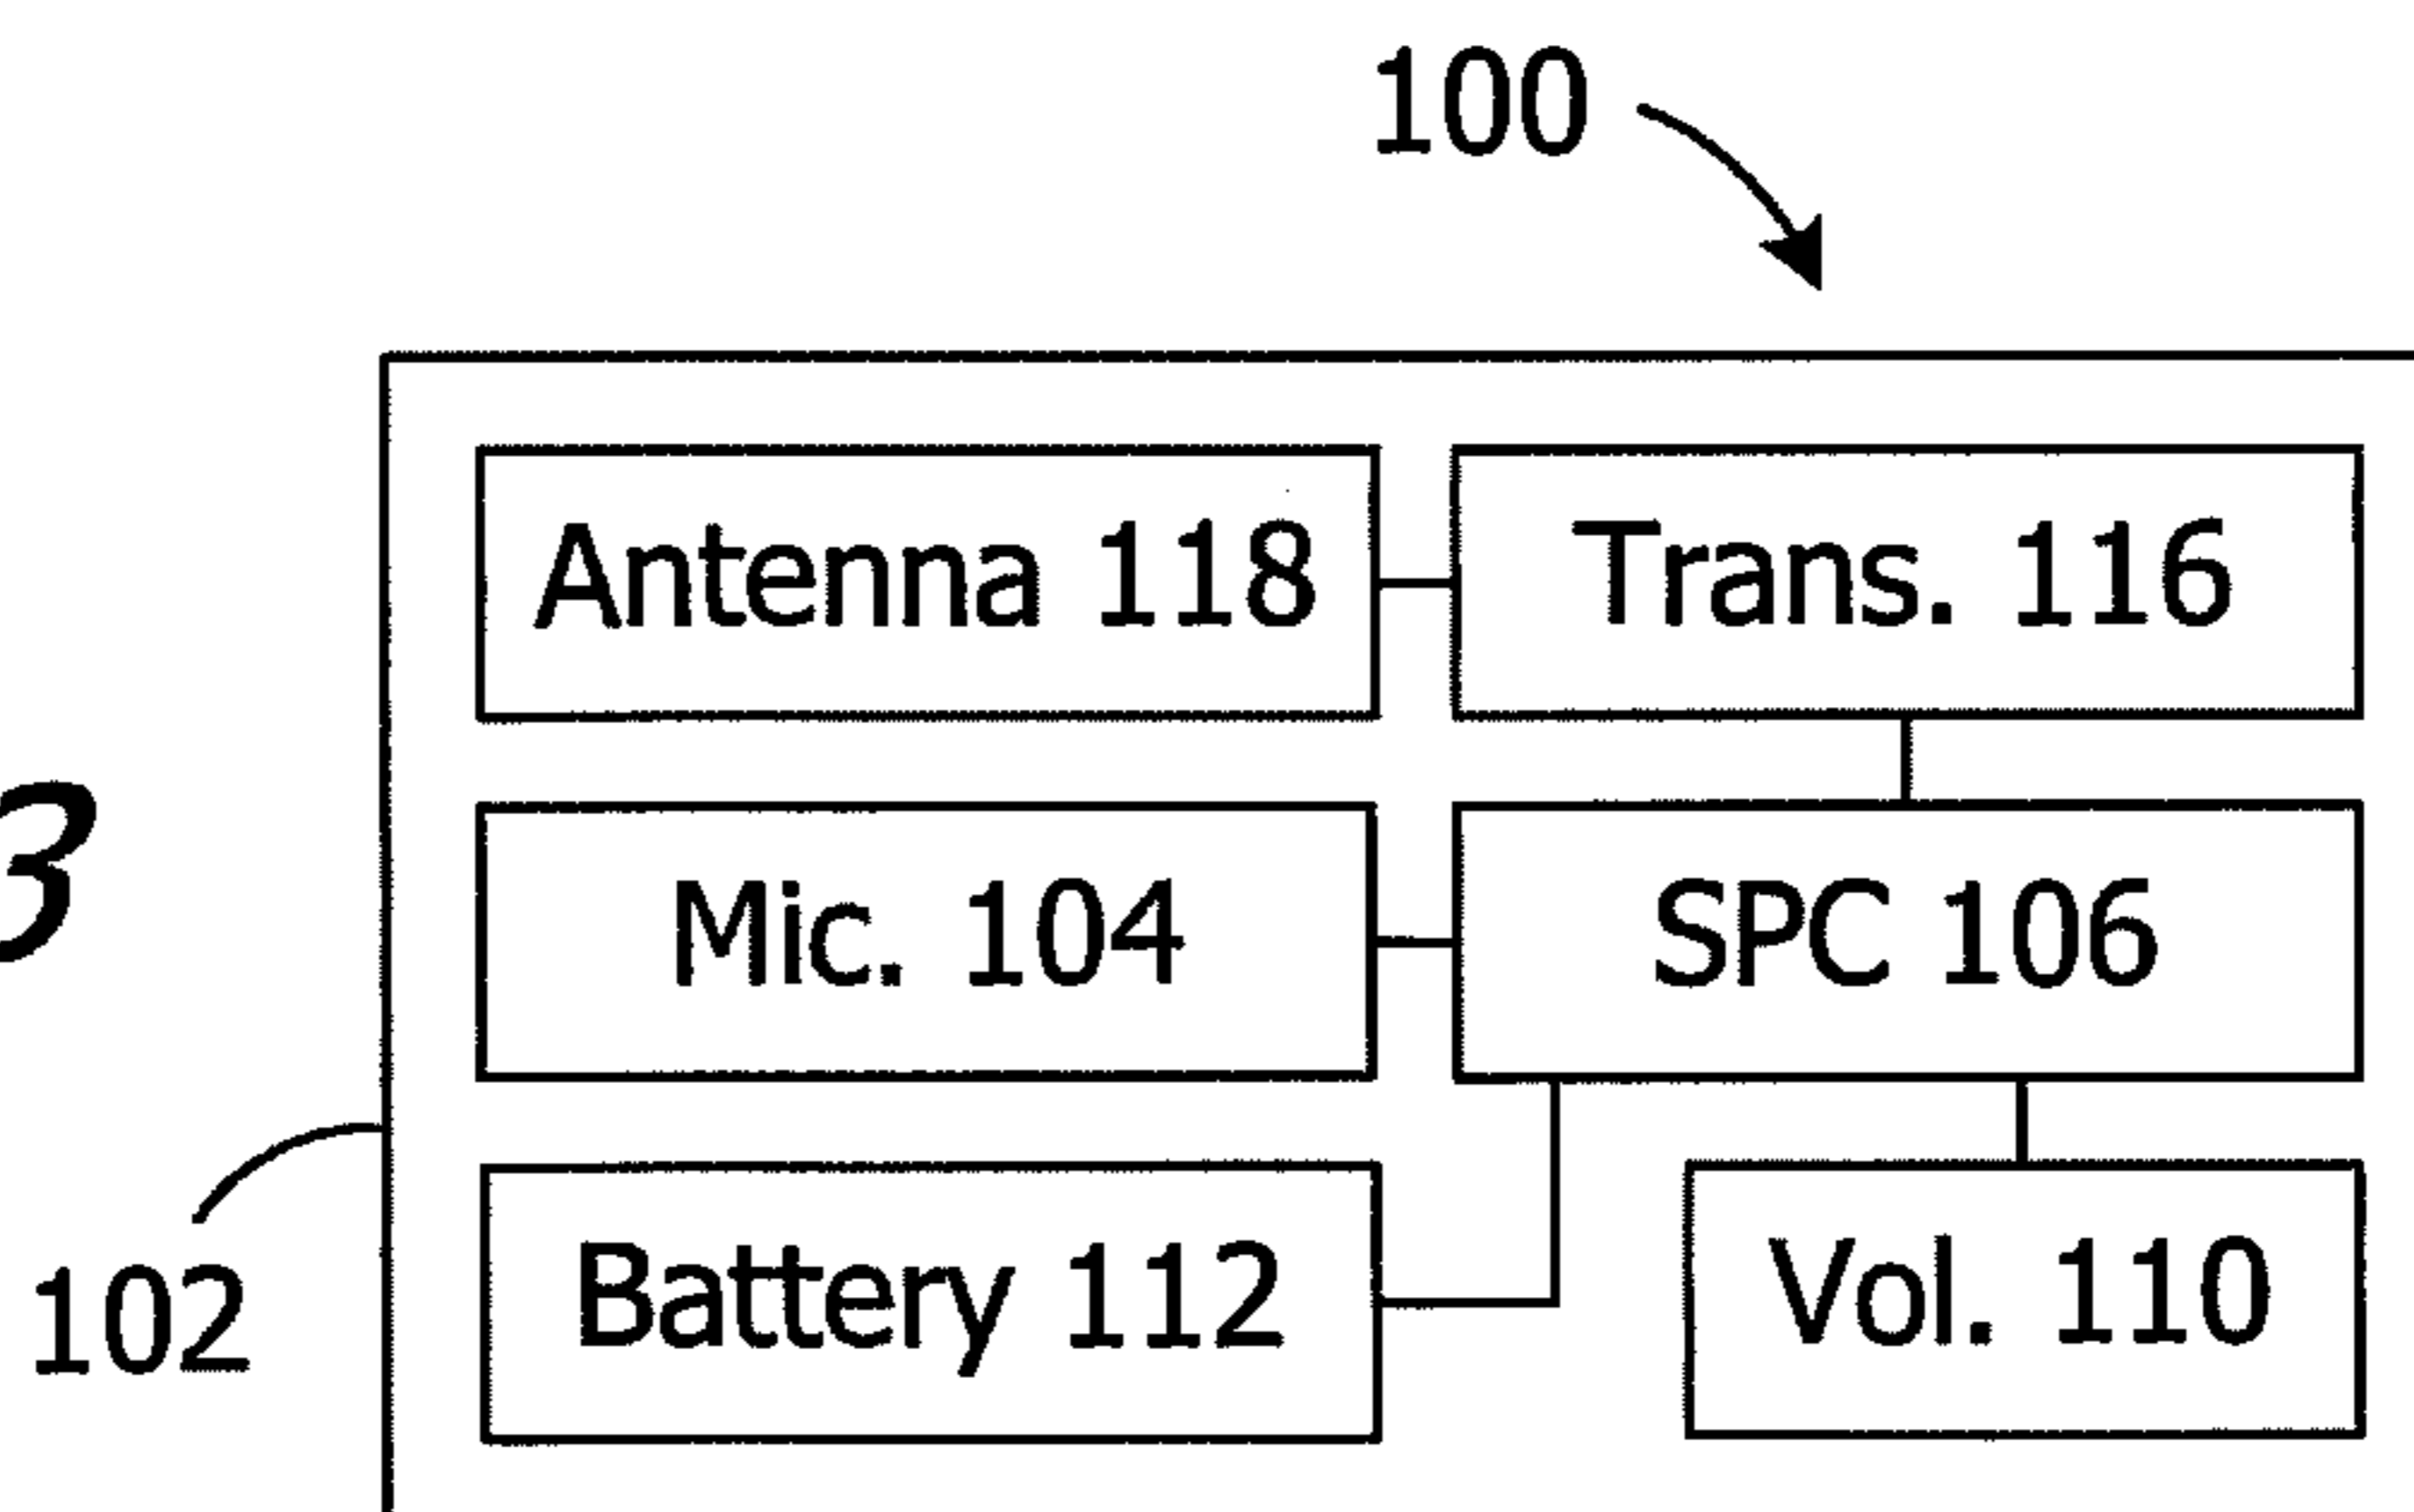 100
Antenna 118
Trans. 116
3
Mic. 104
SPC 106
102
Battery 112
Vol. 110